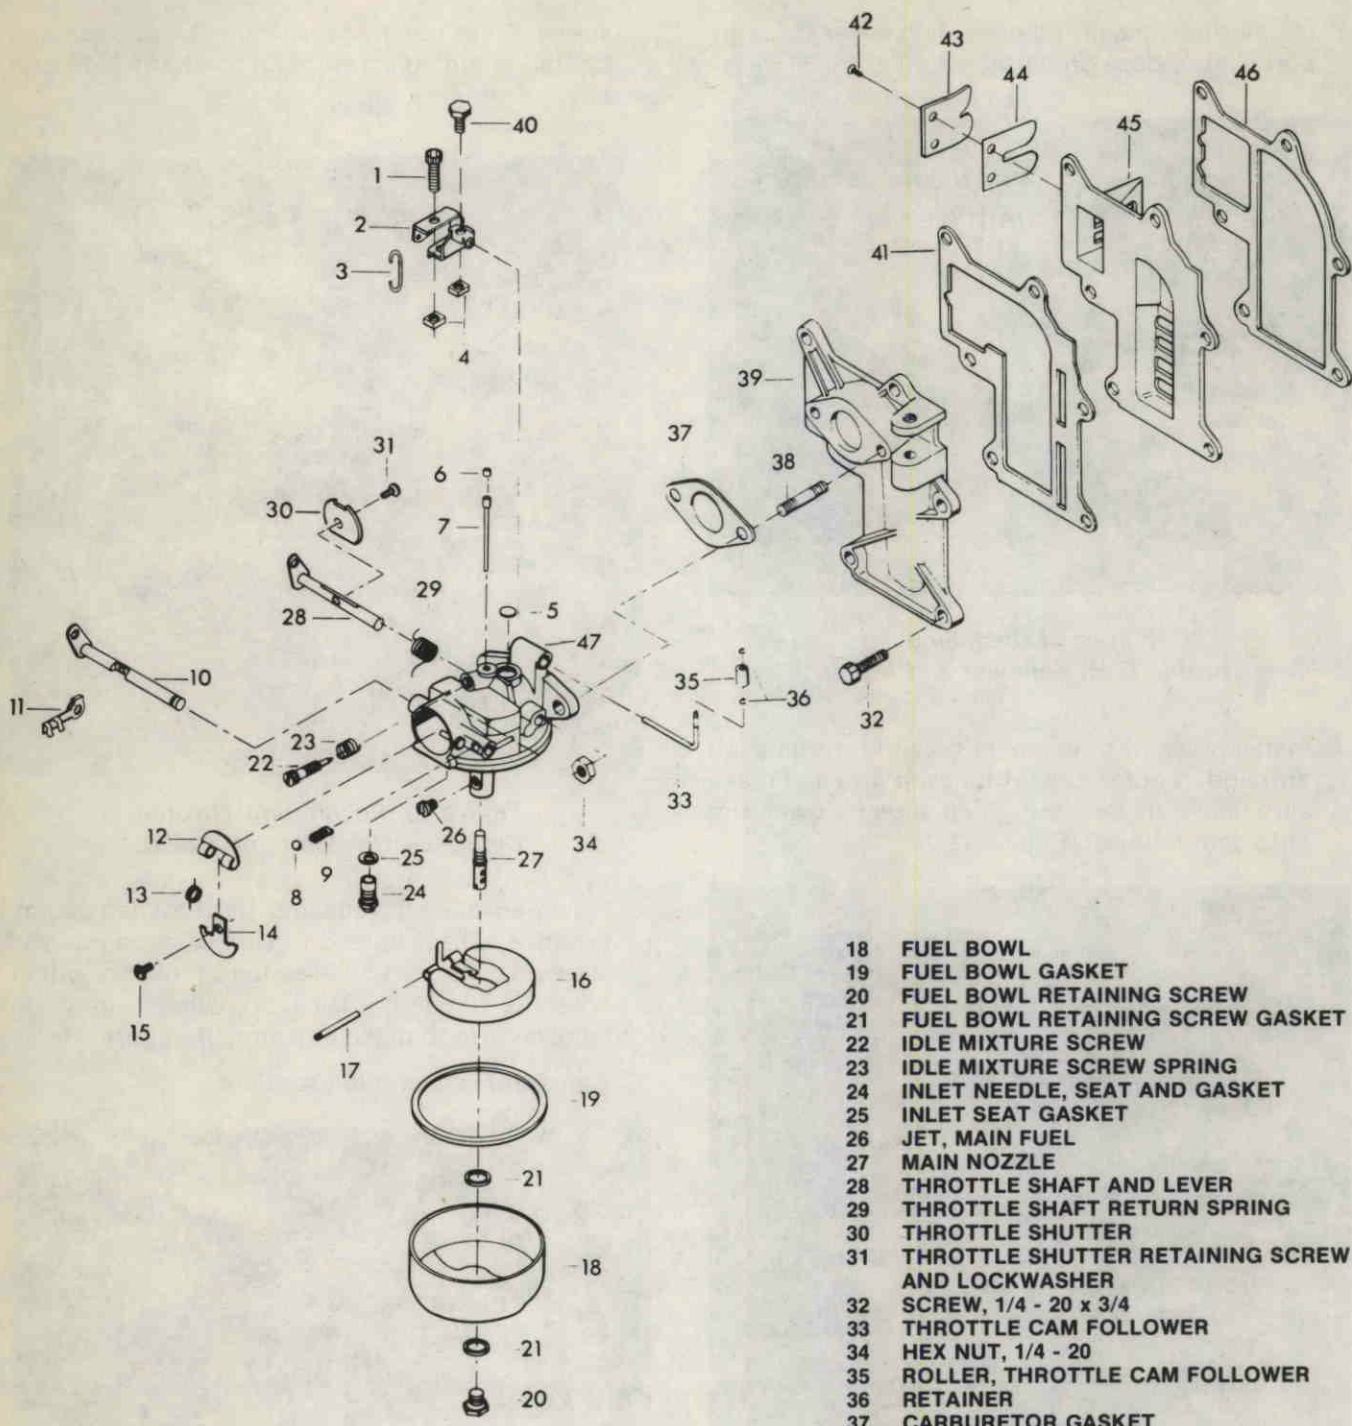 42
43
44
46
45
40
1
2
3
4
41
39
37
38
31
30
6
7
29
28
5
47
10
11
35
36
32
23
22
33
34
26
12
25
27
8
9
24
13
14
15
16
17
19
21
18
21
20
18 FUEL BOWL
19 FUEL BOWL GASKET
20 FUEL BOWL RETAINING SCREW
21 FUEL BOWL RETAINING SCREW GASKET
22 IDLE MIXTURE SCREW
23 IDLE MIXTURE SCREW SPRING
24 INLET NEEDLE, SEAT AND GASKET
25 INLET SEAT GASKET
26 JET, MAIN FUEL
27 MAIN NOZZLE
28 THROTTLE SHAFT AND LEVER
29 THROTTLE SHAFT RETURN SPRING
30 THROTTLE SHUTTER
31 THROTTLE SHUTTER RETAINING SCREW
AND LOCKWASHER
32 SCREW, 1/4 - 20 x 3/4
33 THROTTLE CAM FOLLOWER
34 HEX NUT, 1/4 - 20
35 ROLLER, THROTTLE CAM FOLLOWER
36 RETAINER
37 CARBURETOR GASKET